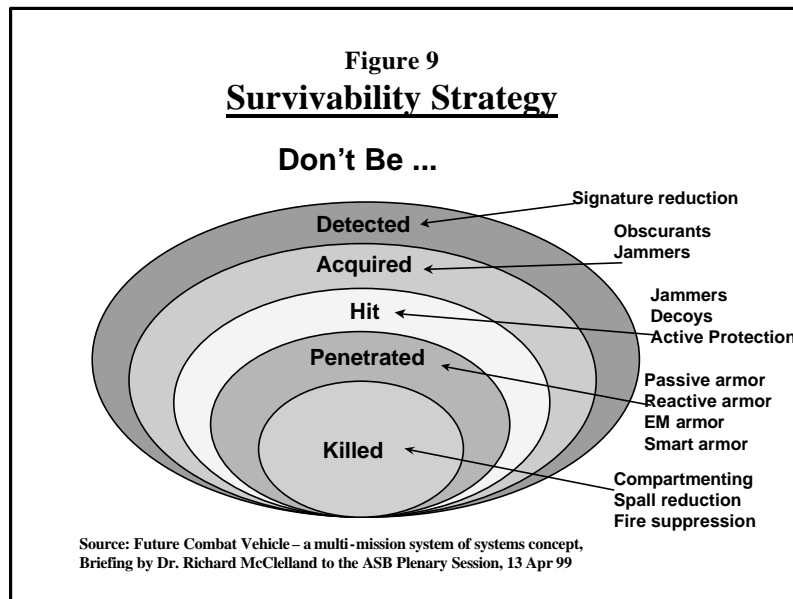 Figure 9
Survivability Strategy
Don't Be ...
Signature reduction
Detected
Obscurants
Jammers
Acquired
Jammers
Decoys
Active Protection
Hit
Penetrated
Passive armor
Reactive armor
EM armor
Smart armor
Killed
Compartmenting
Spall reduction
Fire suppression
Source: Future Combat Vehicle – a multi-mission system of systems concept,
Briefing by Dr. Richard McClelland to the ASB Plenary Session, 13 Apr 99